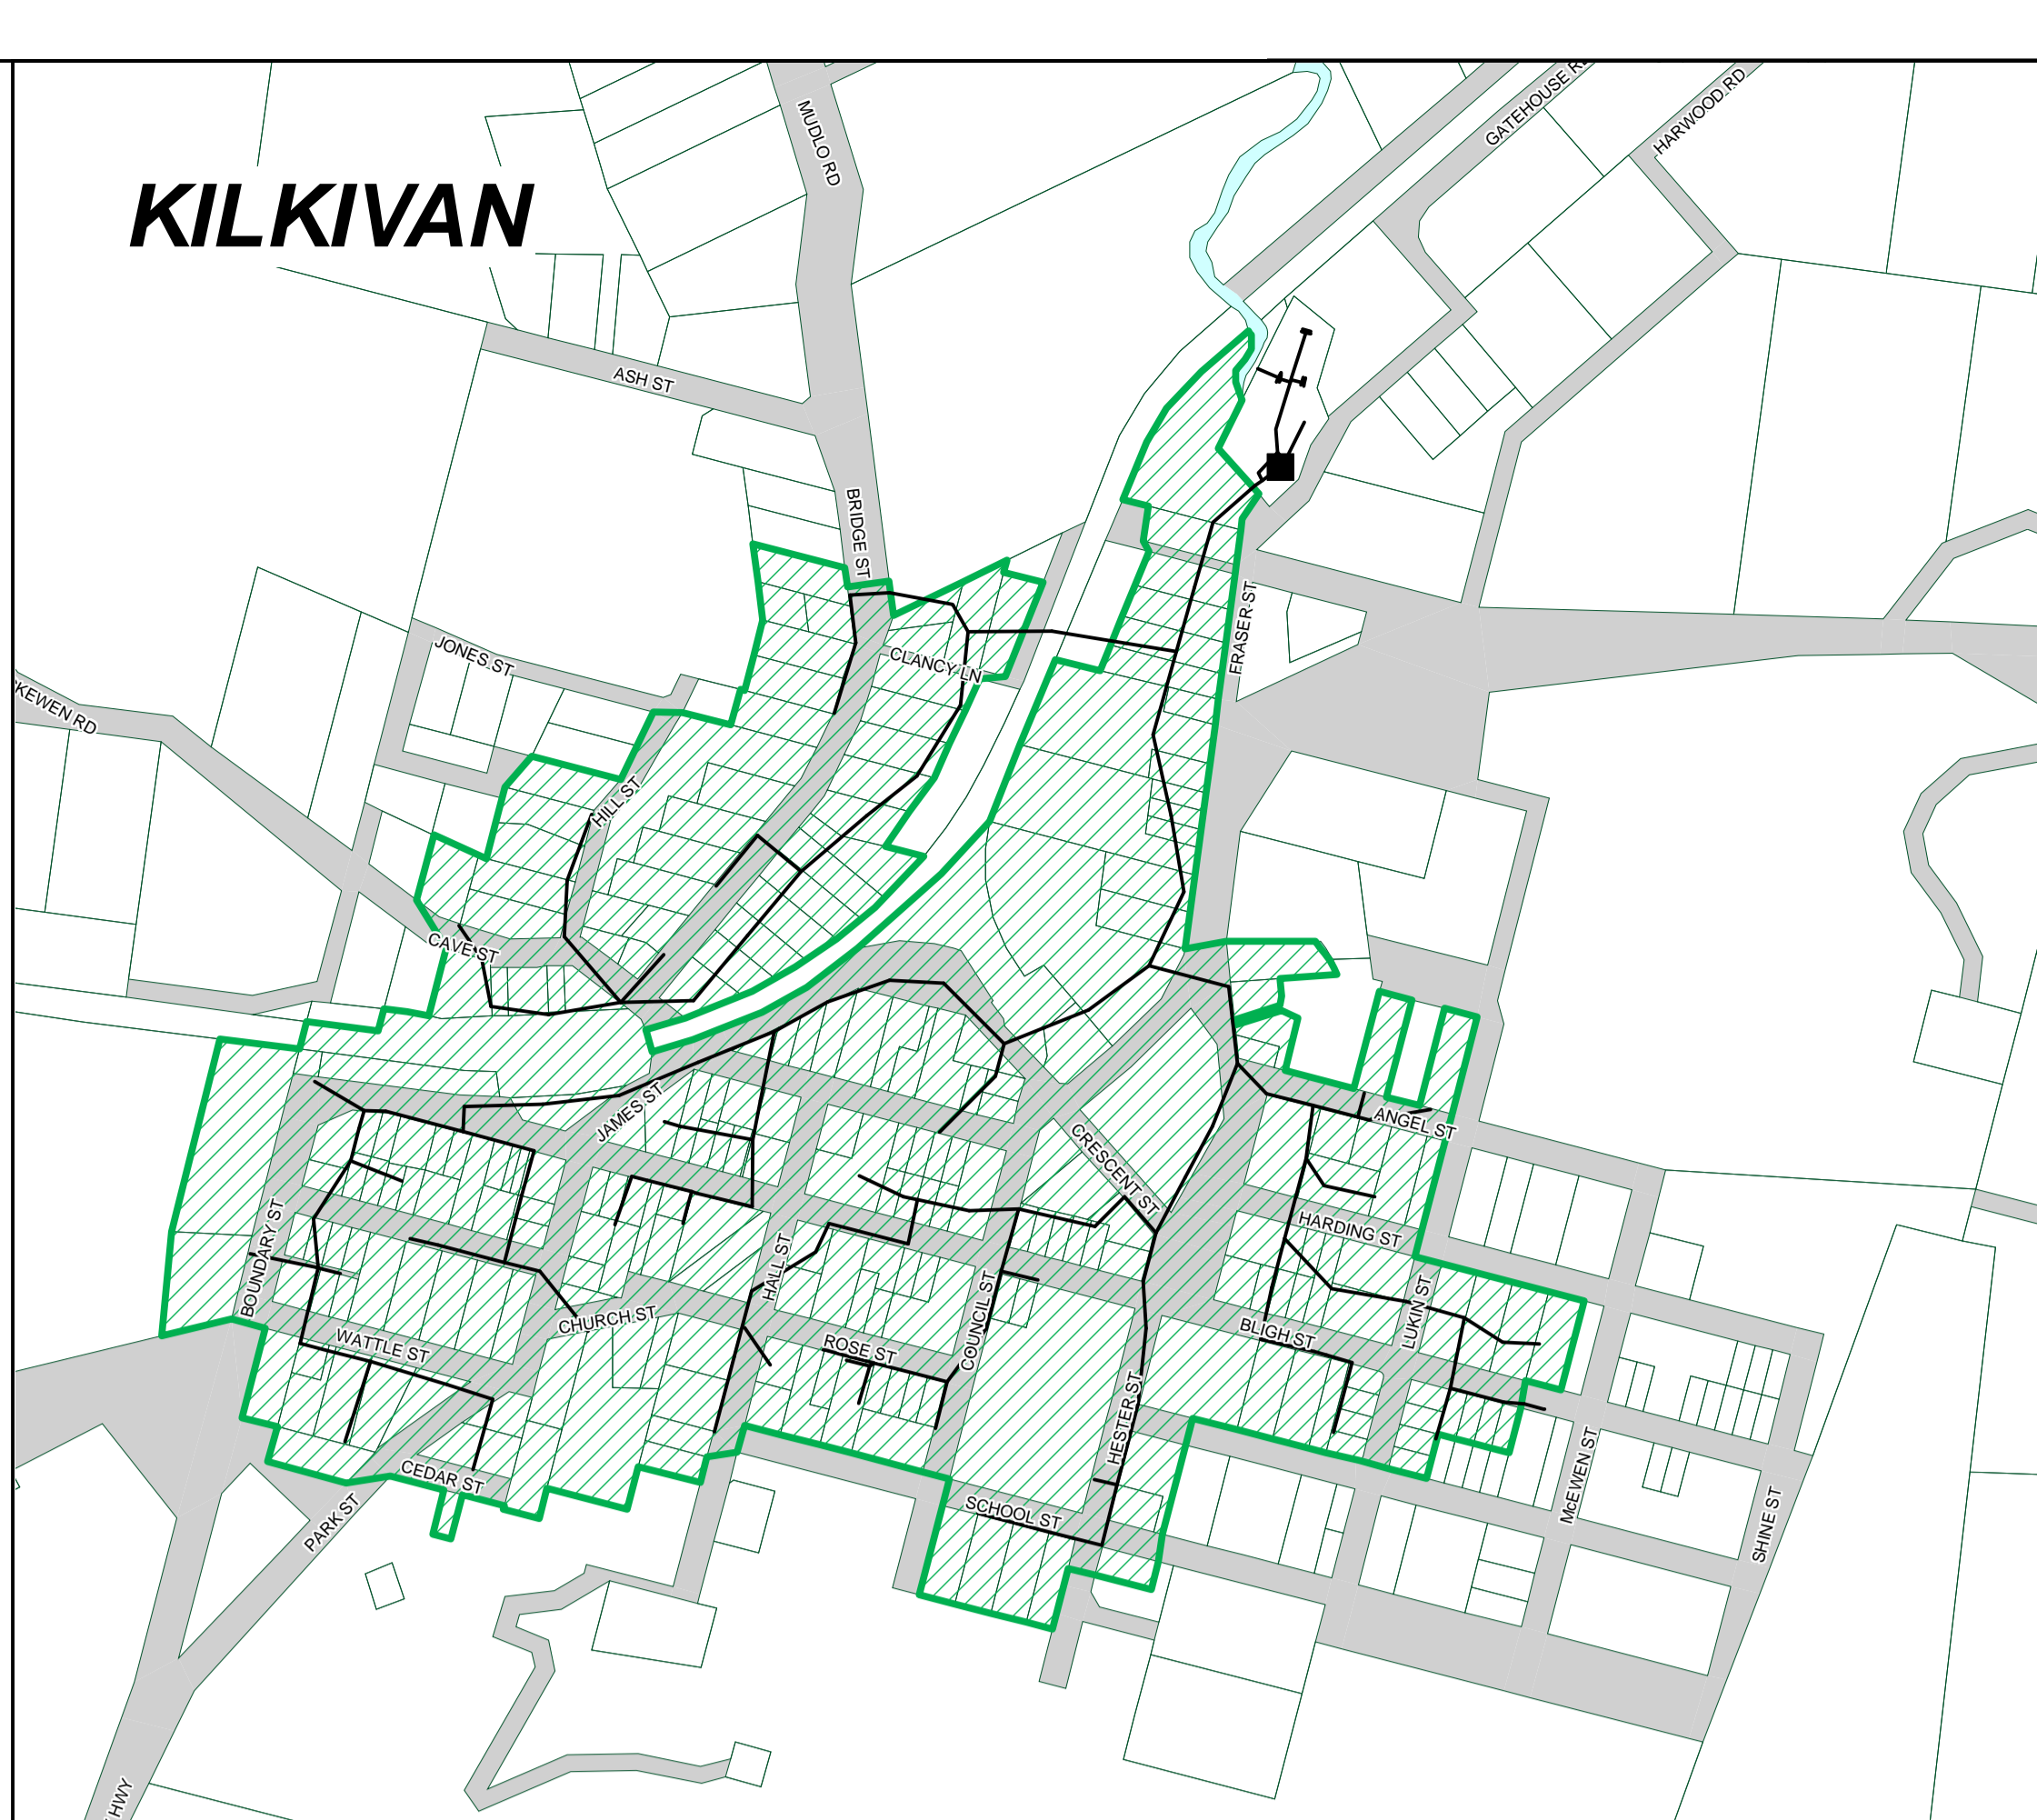 GATEHOUSE
HARWOOD RD
MUDLO RD
KILKIVAN
ASH ST
BRIDGE ST
FRASER ST
JONES ST
CLANCY LN
KEWEN RD
HILL ST
CAVE ST
JAMES ST
ANGEL ST
CRESCENT ST
HARDING ST
BOUNDARY ST
HALL ST
LUKIN ST
CHURCH ST
COUNCIL ST
BLIGH ST
WATTLE ST
ROSE ST
HESTER ST
McEWEN ST
CEDAR ST
SCHOOL ST
PARK ST
SHINE ST
HWY